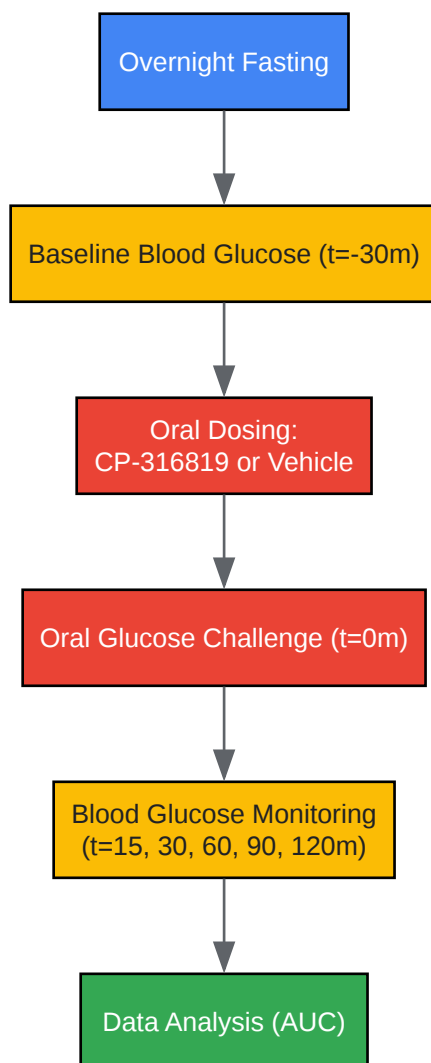 Overnight Fasting
Baseline Blood Glucose (t=-30m)
Oral Dosing:
CP-316819 or Vehicle
Oral Glucose Challenge (t=0m)
Blood Glucose Monitoring
(t=15, 30, 60, 90, 120m)
Data Analysis (AUC)